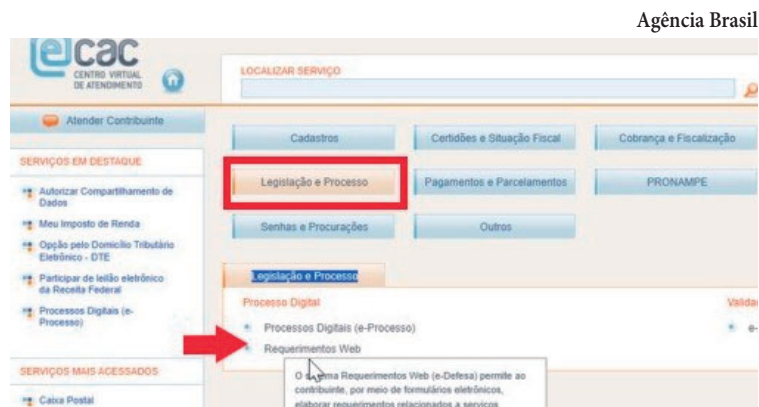 Agência Brasil
ecac
CENTRO VIRTUAL
DE ATENDIMENTO
LOCALIZAR SERVIÇO
Atender Contribuinte
Cadastros
Certidões e Situação Fiscal
Cobrança e Fiscalização
SERVIÇOS EM DESTAQUE
Legislação e Processo
Pagamentos e Parcelamentos
PRONAMPE
Autorizar Compartilhamento de
Dados
Meu Imposto de Renda
Senhas e Procurações
Outros
Opção pelo Domicílio Tributário
Eletrônico - DTE
Participar de leilão eletrônico
da Receita Federal
Legislação e Processo
Processos Digitais (e-
Processo)
Processo Digital
Processos Digitais (e-Processo)
e-
Requerimentos Web
SERVIÇOS MAIS ACESSADOS
Caixa Postal
O sistema Requerimentos Web (e-Defesa) permite ao
contribuinte, por meio de formulários eletrônicos,
elaborar requerimentos relacionados a serviços